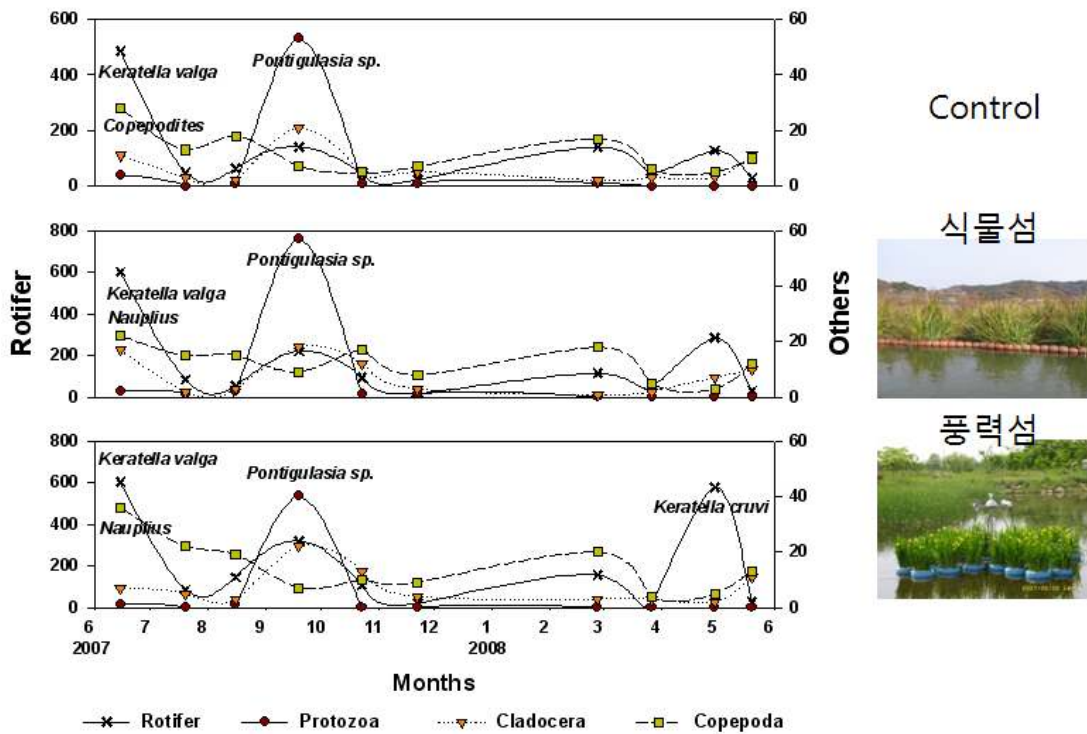 600
400
200
0
60
40
20
0
Keratella valga
Copepodites
Pontigulasia sp.
Control
800
600
400
200
0
60
40
20
0
Keratella valga
Nauplius
Pontigulasia sp.
식물섬
Rotifer
Others
800
600
400
200
0
60
40
20
0
Keratella valga
Nauplius
Pontigulasia sp.
Keratella cruvi
풍력섬
6 7 8 9 10 11 12 1 2 3 4 5 6
2007 2008
Months
Rotifer Protozoa Cladocera Copepoda